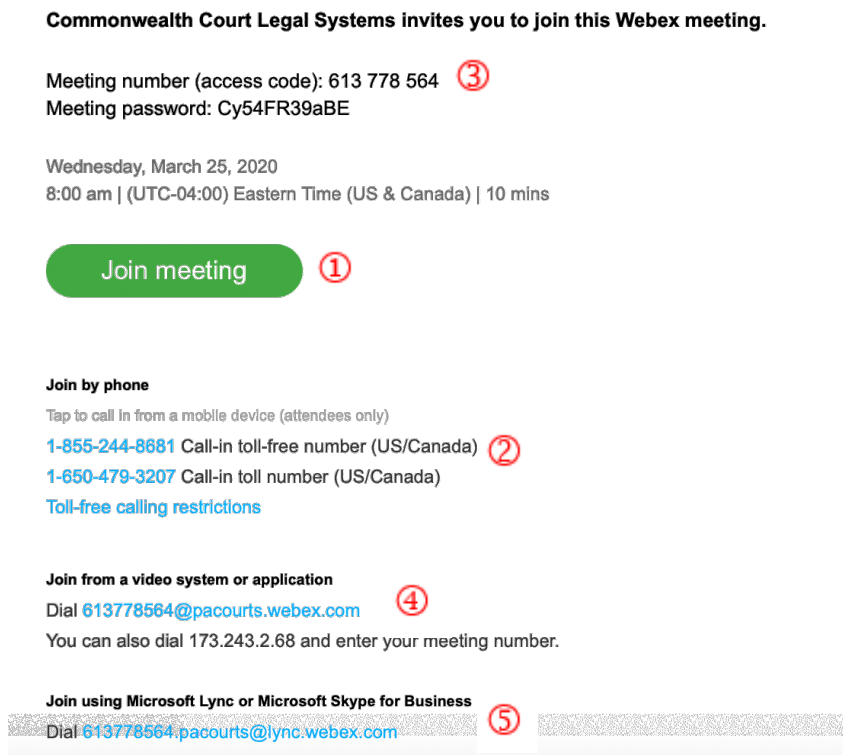 Commonwealth Court Legal Systems invites you to join this Webex meeting.
Meeting number (access code): 613 778 564 ③
Meeting password: Cy54FR39aBE
Wednesday, March 25, 2020
8:00 am | (UTC-04:00) Eastern Time (US & Canada) | 10 mins
Join meeting ①
Join by phone
Tap to call in from a mobile device (attendees only)
1-855-244-8681 Call-in toll-free number (US/Canada) ②
1-650-479-3207 Call-in toll number (US/Canada)
Toll-free calling restrictions
Join from a video system or application
Dial 613778564@pacourts.webex.com ④
You can also dial 173.243.2.68 and enter your meeting number.
Join using Microsoft Lync or Microsoft Skype for Business
Dial 613778564.pacourts@lync.webex.com ⑤